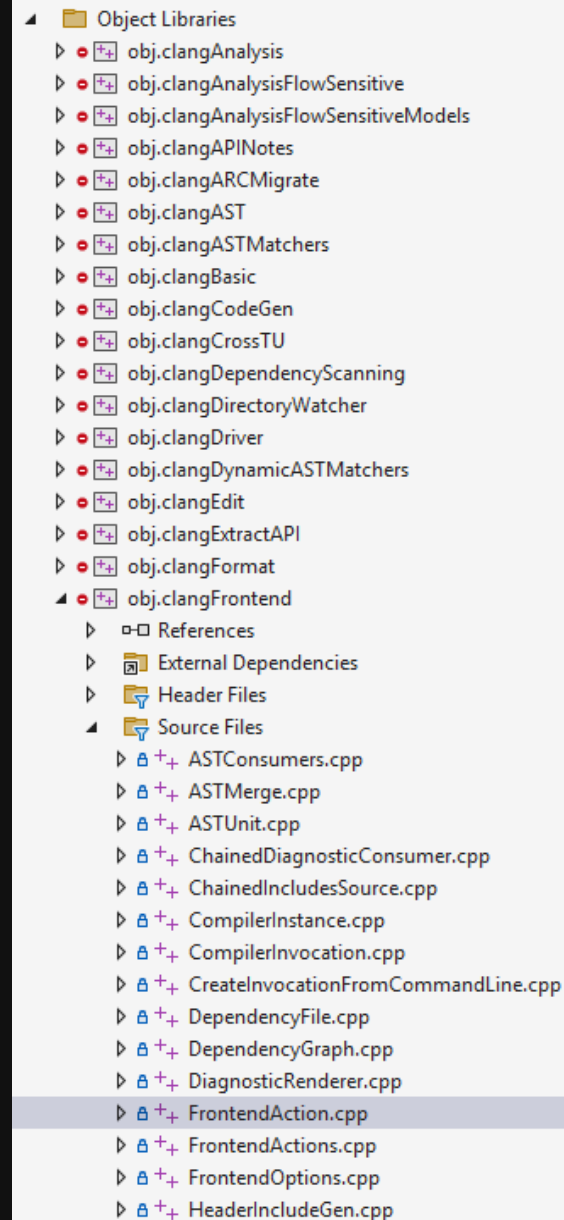 Object Libraries
obj.clangAnalysis
obj.clangAnalysisFlowSensitive
obj.clangAnalysisFlowSensitiveModels
obj.clangAPINotes
obj.clangARCMigrate
obj.clangAST
obj.clangASTMatchers
obj.clangBasic
obj.clangCodeGen
obj.clangCrossTU
obj.clangDependencyScanning
obj.clangDirectoryWatcher
obj.clangDriver
obj.clangDynamicASTMatchers
obj.clangEdit
obj.clangExtractAPI
obj.clangFormat
obj.clangFrontend
References
External Dependencies
Header Files
Source Files
ASTConsumers.cpp
ASTMerge.cpp
ASTUnit.cpp
ChainedDiagnosticConsumer.cpp
ChainedIncludesSource.cpp
CompilerInstance.cpp
CompilerInvocation.cpp
CreateInvocationFromCommandLine.cpp
DependencyFile.cpp
DependencyGraph.cpp
DiagnosticRenderer.cpp
FrontendAction.cpp
FrontendActions.cpp
FrontendOptions.cpp
HeaderIncludeGen.cpp